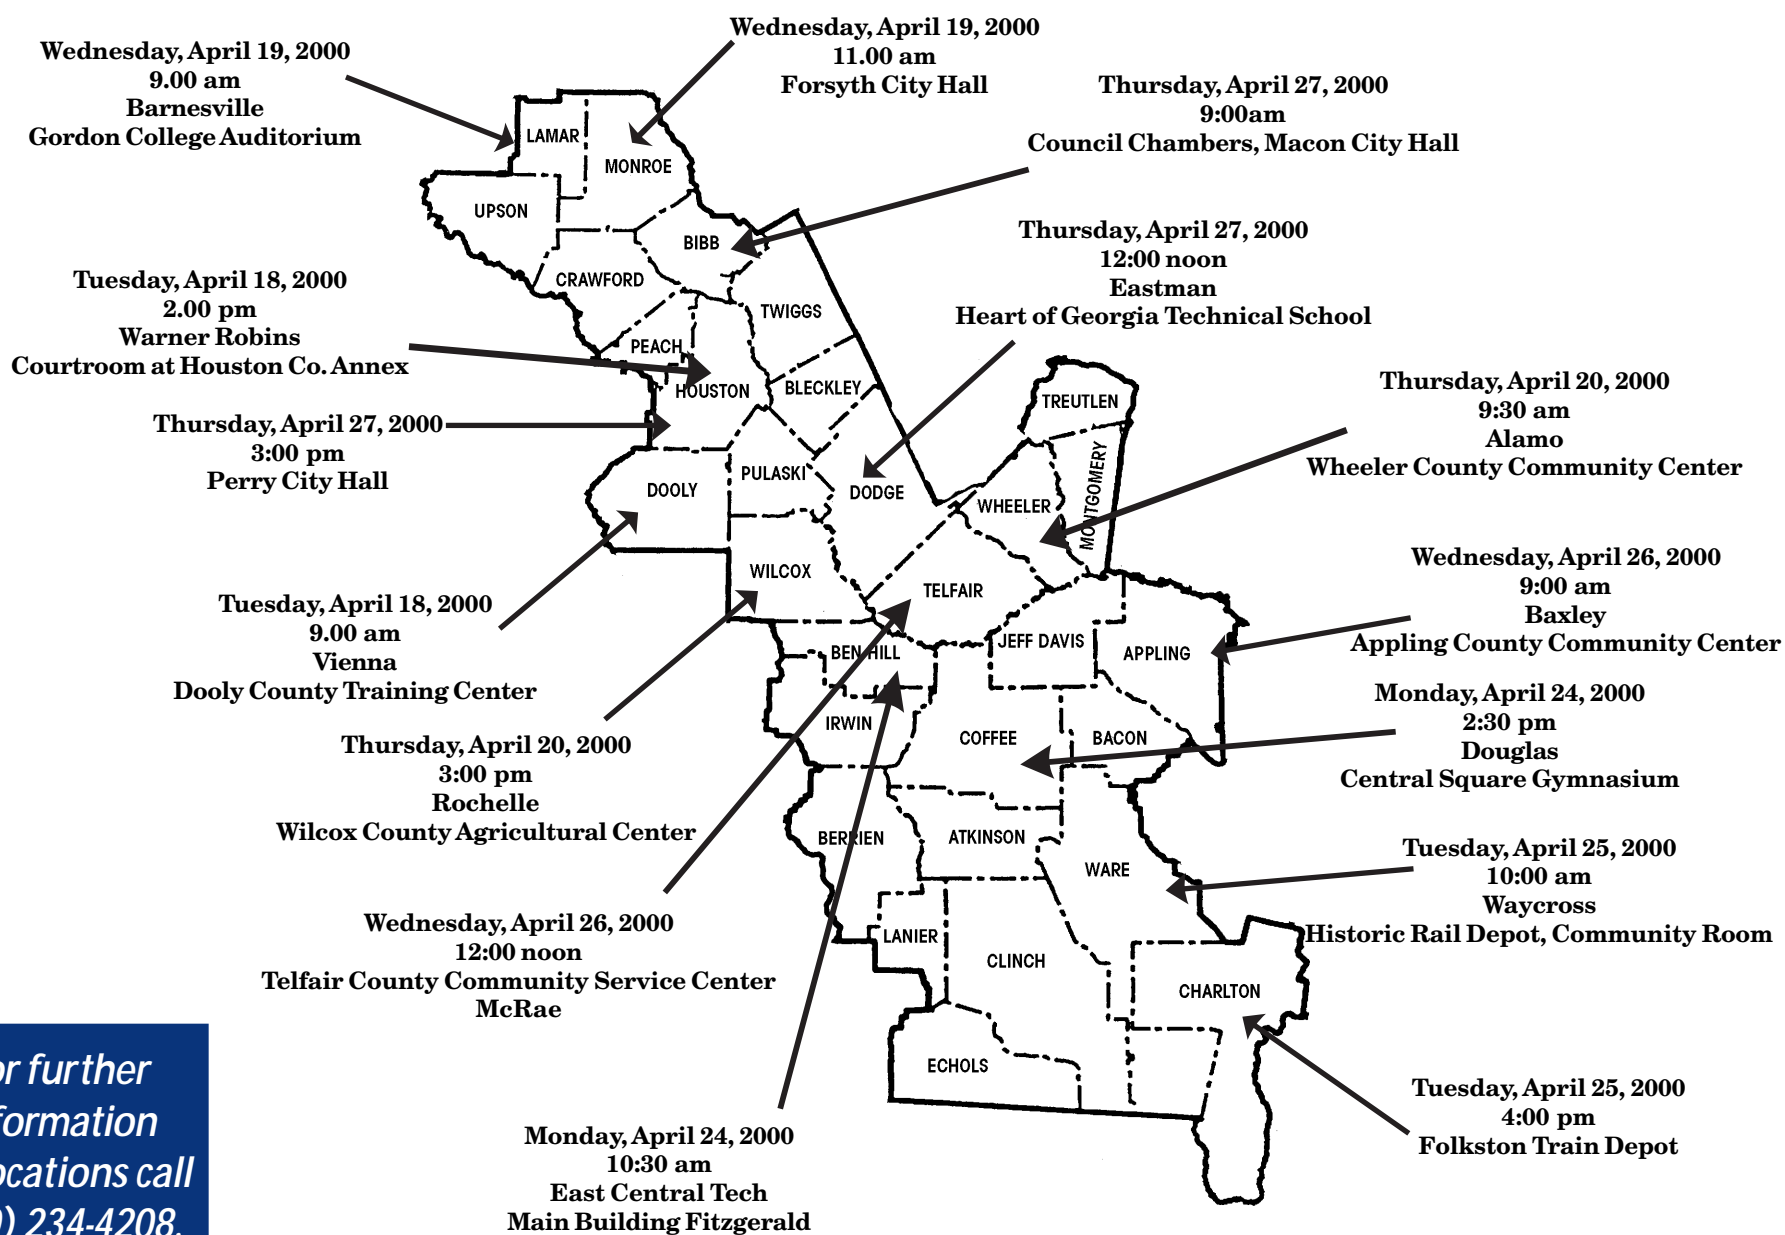 Wednesday, April 19, 2000
9.00 am
Barnesville
Gordon College Auditorium
Wednesday, April 19, 2000
11.00 am
Forsyth City Hall
Thursday, April 27, 2000
9:00am
Council Chambers, Macon City Hall
Thursday, April 27, 2000
12:00 noon
Eastman
Heart of Georgia Technical School
Tuesday, April 18, 2000
2.00 pm
Warner Robins
Courtroom at Houston Co. Annex
Thursday, April 27, 2000
3:00 pm
Perry City Hall
Thursday, April 20, 2000
9:30 am
Alamo
Wheeler County Community Center
Wednesday, April 26, 2000
9:00 am
Baxley
Appling County Community Center
Tuesday, April 18, 2000
9.00 am
Vienna
Dooly County Training Center
Monday, April 24, 2000
2:30 pm
Douglas
Central Square Gymnasium
Thursday, April 20, 2000
3:00 pm
Rochelle
Wilcox County Agricultural Center
Tuesday, April 25, 2000
10:00 am
Waycross
Historic Rail Depot, Community Room
Wednesday, April 26, 2000
12:00 noon
Telfair County Community Service Center
McRae
Tuesday, April 25, 2000
4:00 pm
Folkston Train Depot
Monday, April 24, 2000
10:30 am
East Central Tech
Main Building Fitzgerald
LAMAR
MONROE
UPSON
BIBB
CRAWFORD
TWIGGS
PEACH
HOUSTON
BLECKLEY
TREUTLEN
MONTGOMERY
PULASKI
DOOLY
DODGE
WHEELER
WILCOX
TELFAIR
JEFF DAVIS
BEN HILL
APPLING
IRWIN
COFFEE
BACON
BERRIEN
ATKINSON
WARE
LANIER
CLINCH
CHARLTON
ECHOLS
or further
formation
ocations call
) 234-4208.